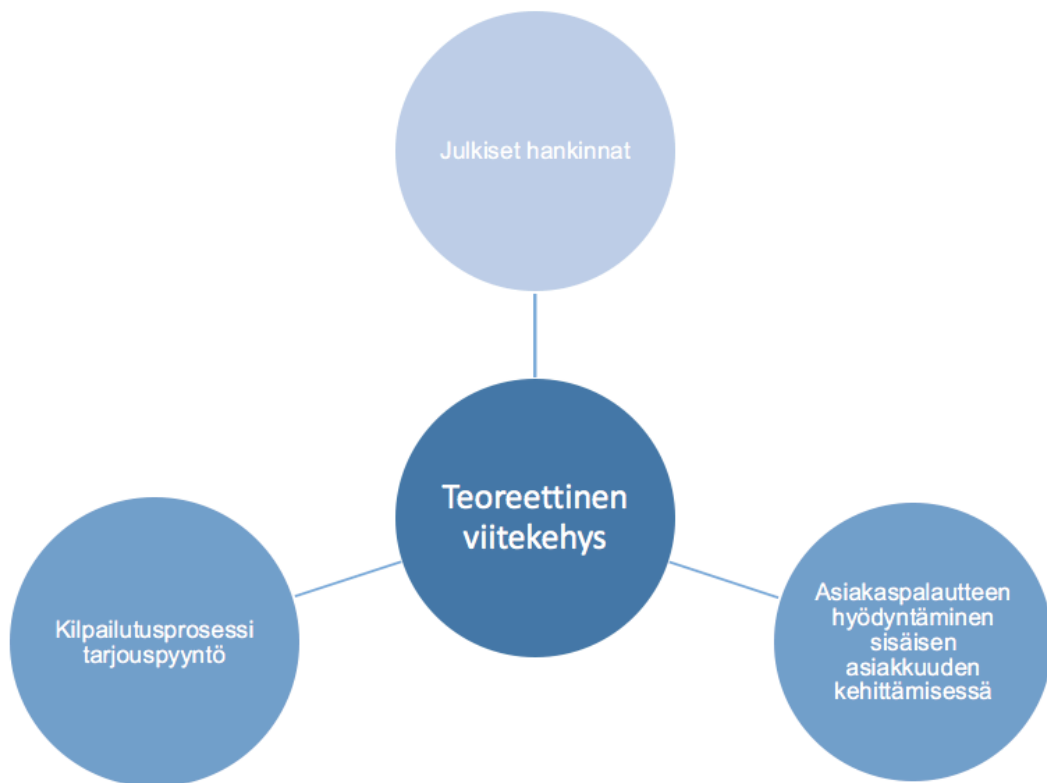 Julkiset hankinnat
Teoreettinen
viitekehys
Kilpailutusprosessi
tarjouspyyntö
Asiakaspalautteen
hyödyntäminen
sisäisen
asiakkuuden
kehittämisessä